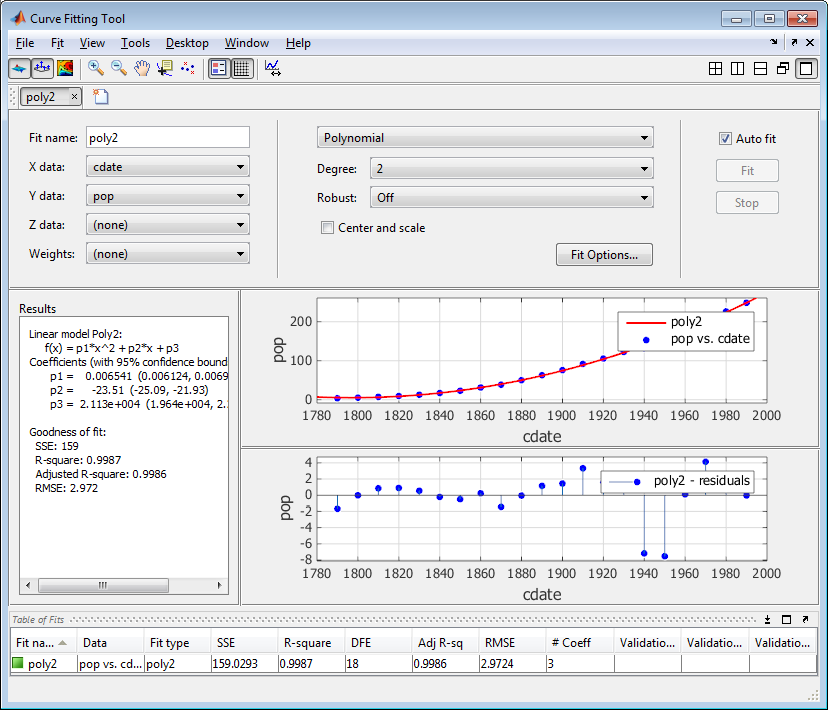 Curve Fitting Tool
File Fit View Tools Desktop Window Help
poly2
Fit name: poly2
X data: cdate
Y data: pop
Z data: (none)
Weights: (none)
Polynomial
Degree: 2
Robust: Off
Center and scale
Fit Options...
Auto fit
Fit
Stop
Results
Linear model Poly2:
f(x) = p1*x^2 + p2*x + p3
Coefficients (with 95% confidence bound
p1 = 0.006541 (0.006124, 0.0069
p2 = -23.51 (-25.09, -21.93)
p3 = 2.113e+004 (1.964e+004, 2.
Goodness of fit:
SSE: 159
R-square: 0.9987
Adjusted R-square: 0.9986
RMSE: 2.972
200
100
0
pop
poly2
pop vs. cdate
1780 1800 1820 1840 1860 1880 1900 1920 1940 1960 1980 2000
cdate
4
2
0
-2
-4
-6
-8
pop
poly2 - residuals
1780 1800 1820 1840 1860 1880 1900 1920 1940 1960 1980 2000
cdate
Table of Fits
Fit na... Data Fit type SSE R-square DFE Adj R-sq RMSE # Coeff Validatio... Validatio... Validatio...
poly2 pop vs. cd... poly2 159.0293 0.9987 18 0.9986 2.9724 3